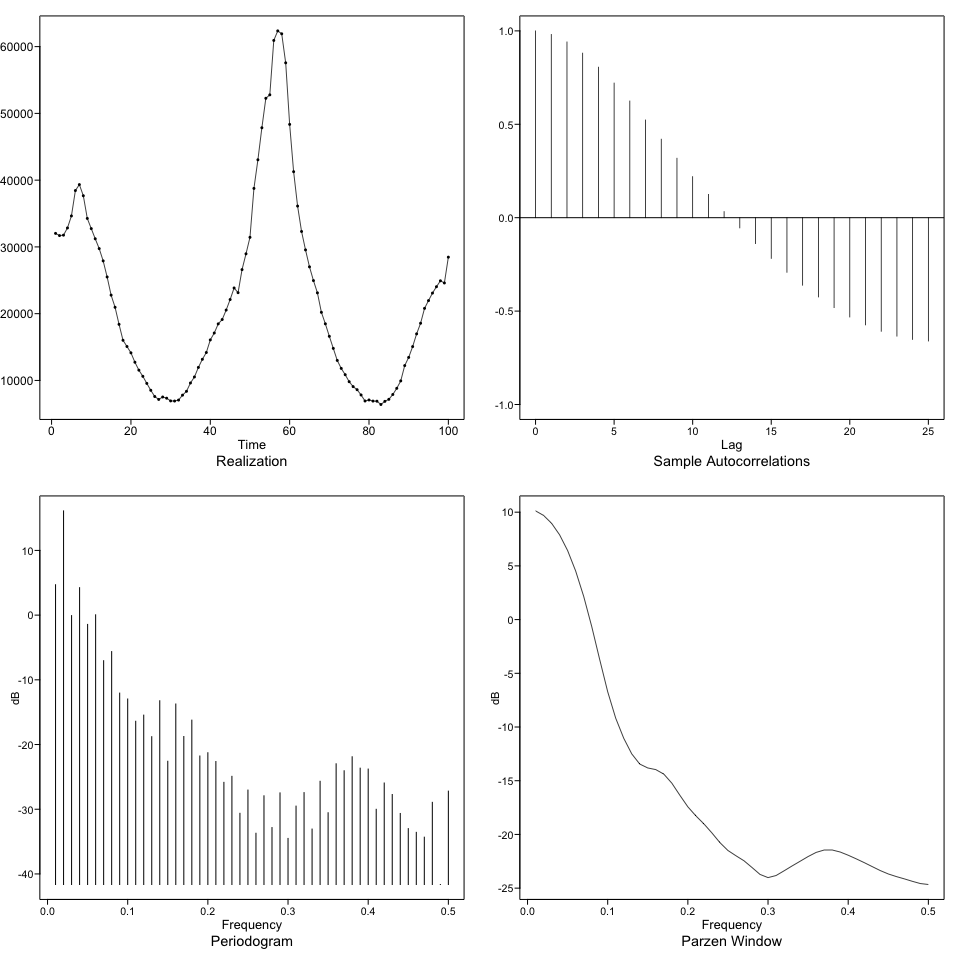 60000
50000
40000
30000
20000
10000
0 20 40 60 80 100
Time
Realization
1.0
0.5
0.0
-0.5
-1.0
0 5 10 15 20 25
Lag
Sample Autocorrelations
10
0
-10
-20
-30
-40
dB
0.0 0.1 0.2 0.3 0.4 0.5
Frequency
Periodogram
10
5
0
-5
-10
-15
-20
-25
dB
0.0 0.1 0.2 0.3 0.4 0.5
Frequency
Parzen Window